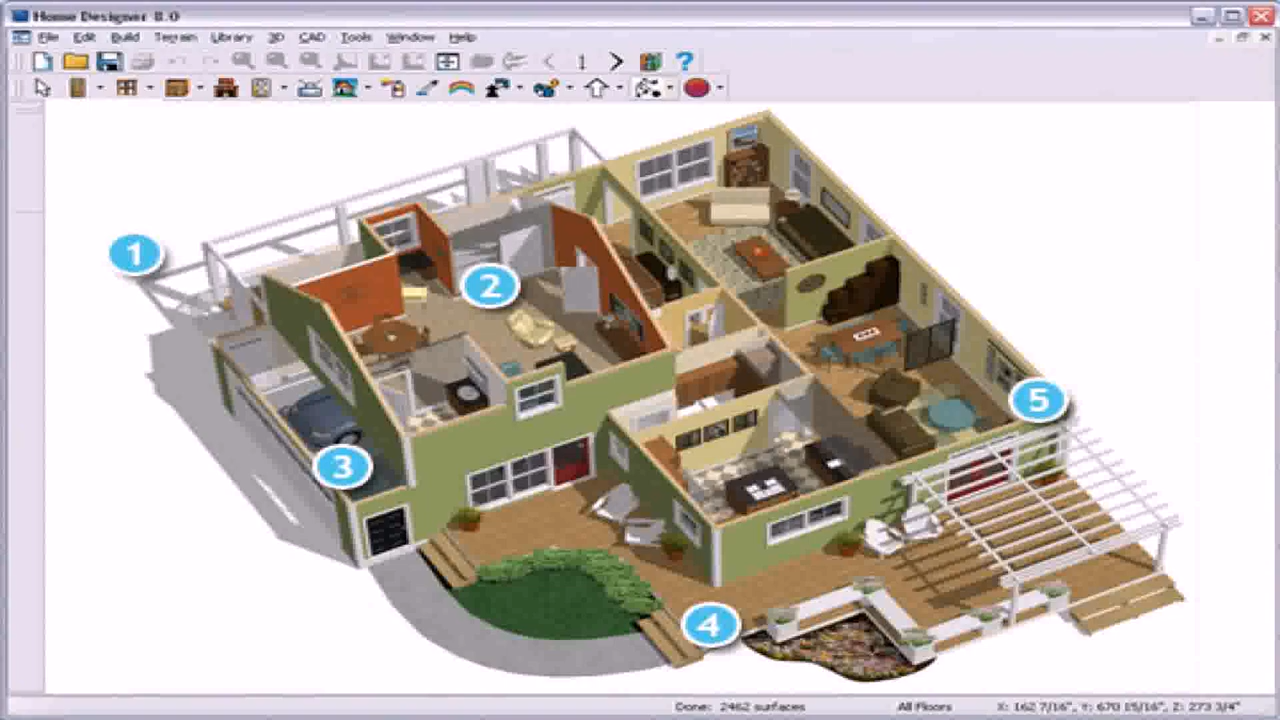 Home Designer 8.0
File Edit Build Terrain Library 3D CAD Tools Window Help
1
1
2
5
3
4
Done: 2462 surfaces All Floors X: 162 7/16", Y: 670 15/16", Z: 273 3/4"